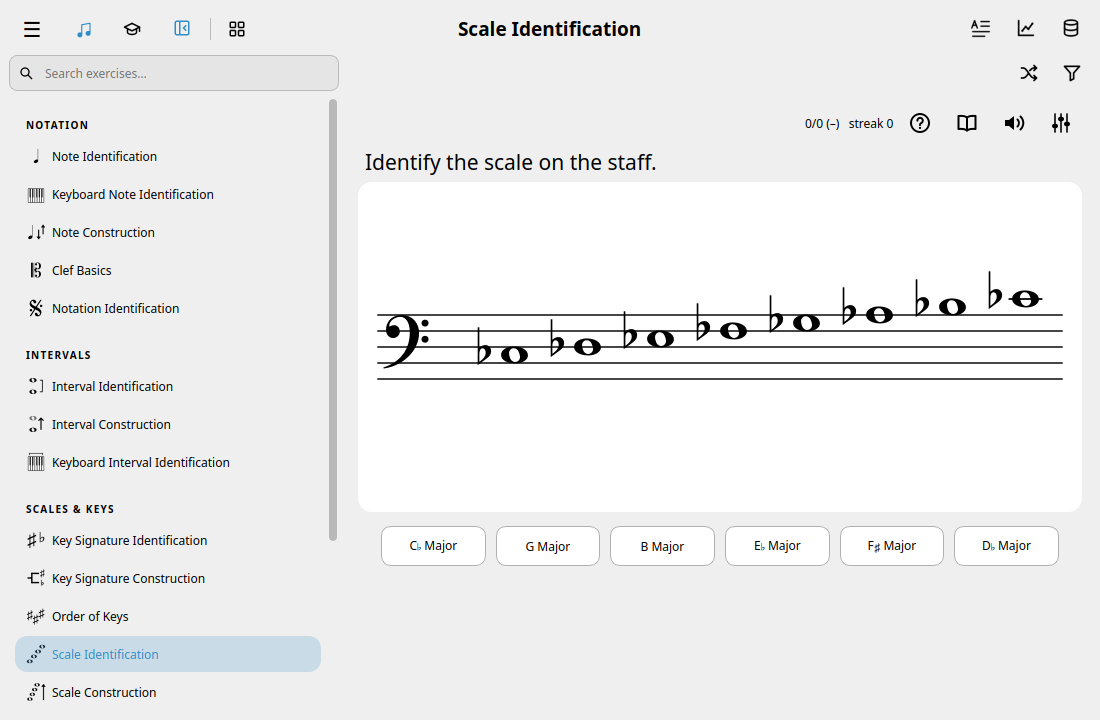 Scale Identification
Search exercises...
0/0 (–) streak 0
NOTATION
Note Identification
Keyboard Note Identification
Note Construction
Clef Basics
Notation Identification
INTERVALS
Interval Identification
Interval Construction
Keyboard Interval Identification
SCALES & KEYS
Key Signature Identification
Key Signature Construction
Order of Keys
Scale Identification
Scale Construction
Identify the scale on the staff.
C♭ Major
G Major
B Major
E♭ Major
F♯ Major
D♭ Major